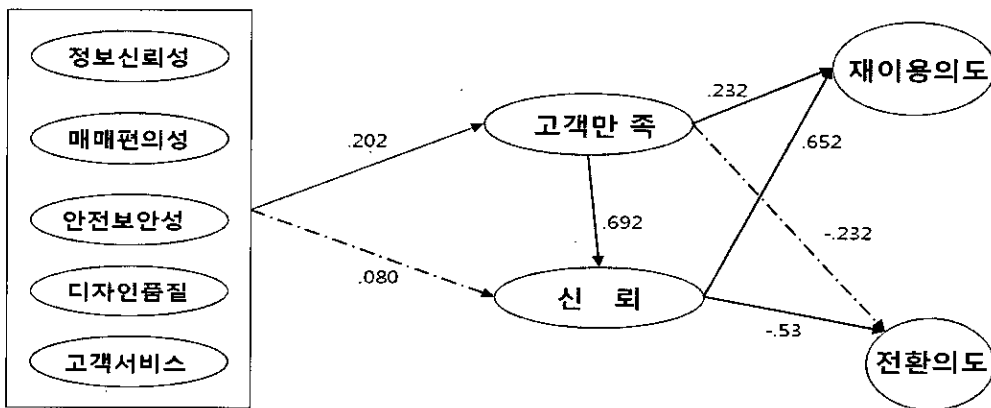 정보신뢰성
매매편의성
안전보안성
디자인품질
고객서비스
.202
.080
고객만 족
.692
신 뢰
.232
.652
-.232
-.53
재이용의도
전환의도